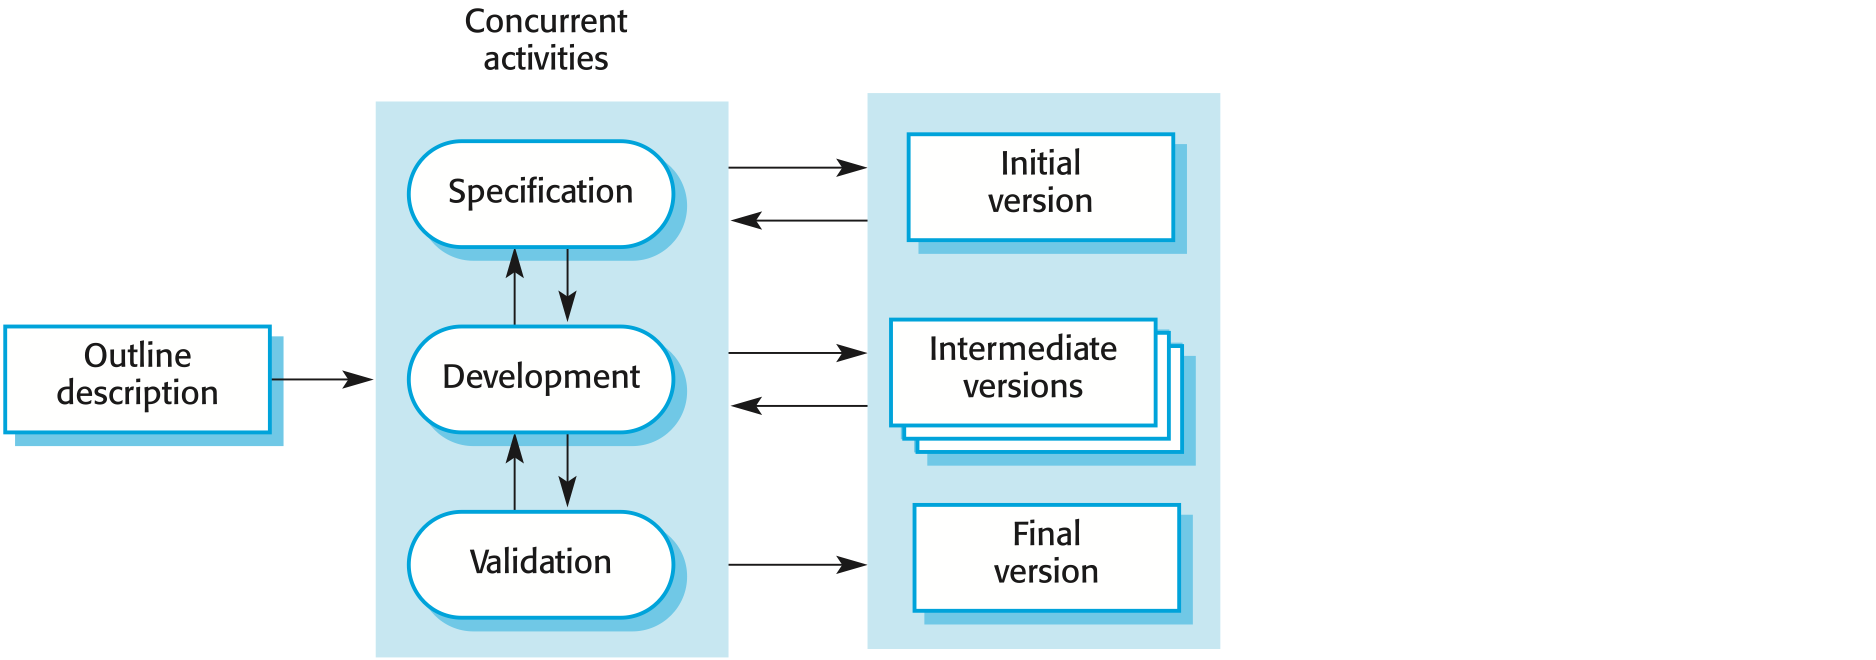 Concurrent
activities
Specification
Initial
version
Outline
description
Development
Intermediate
versions
Validation
Final
version